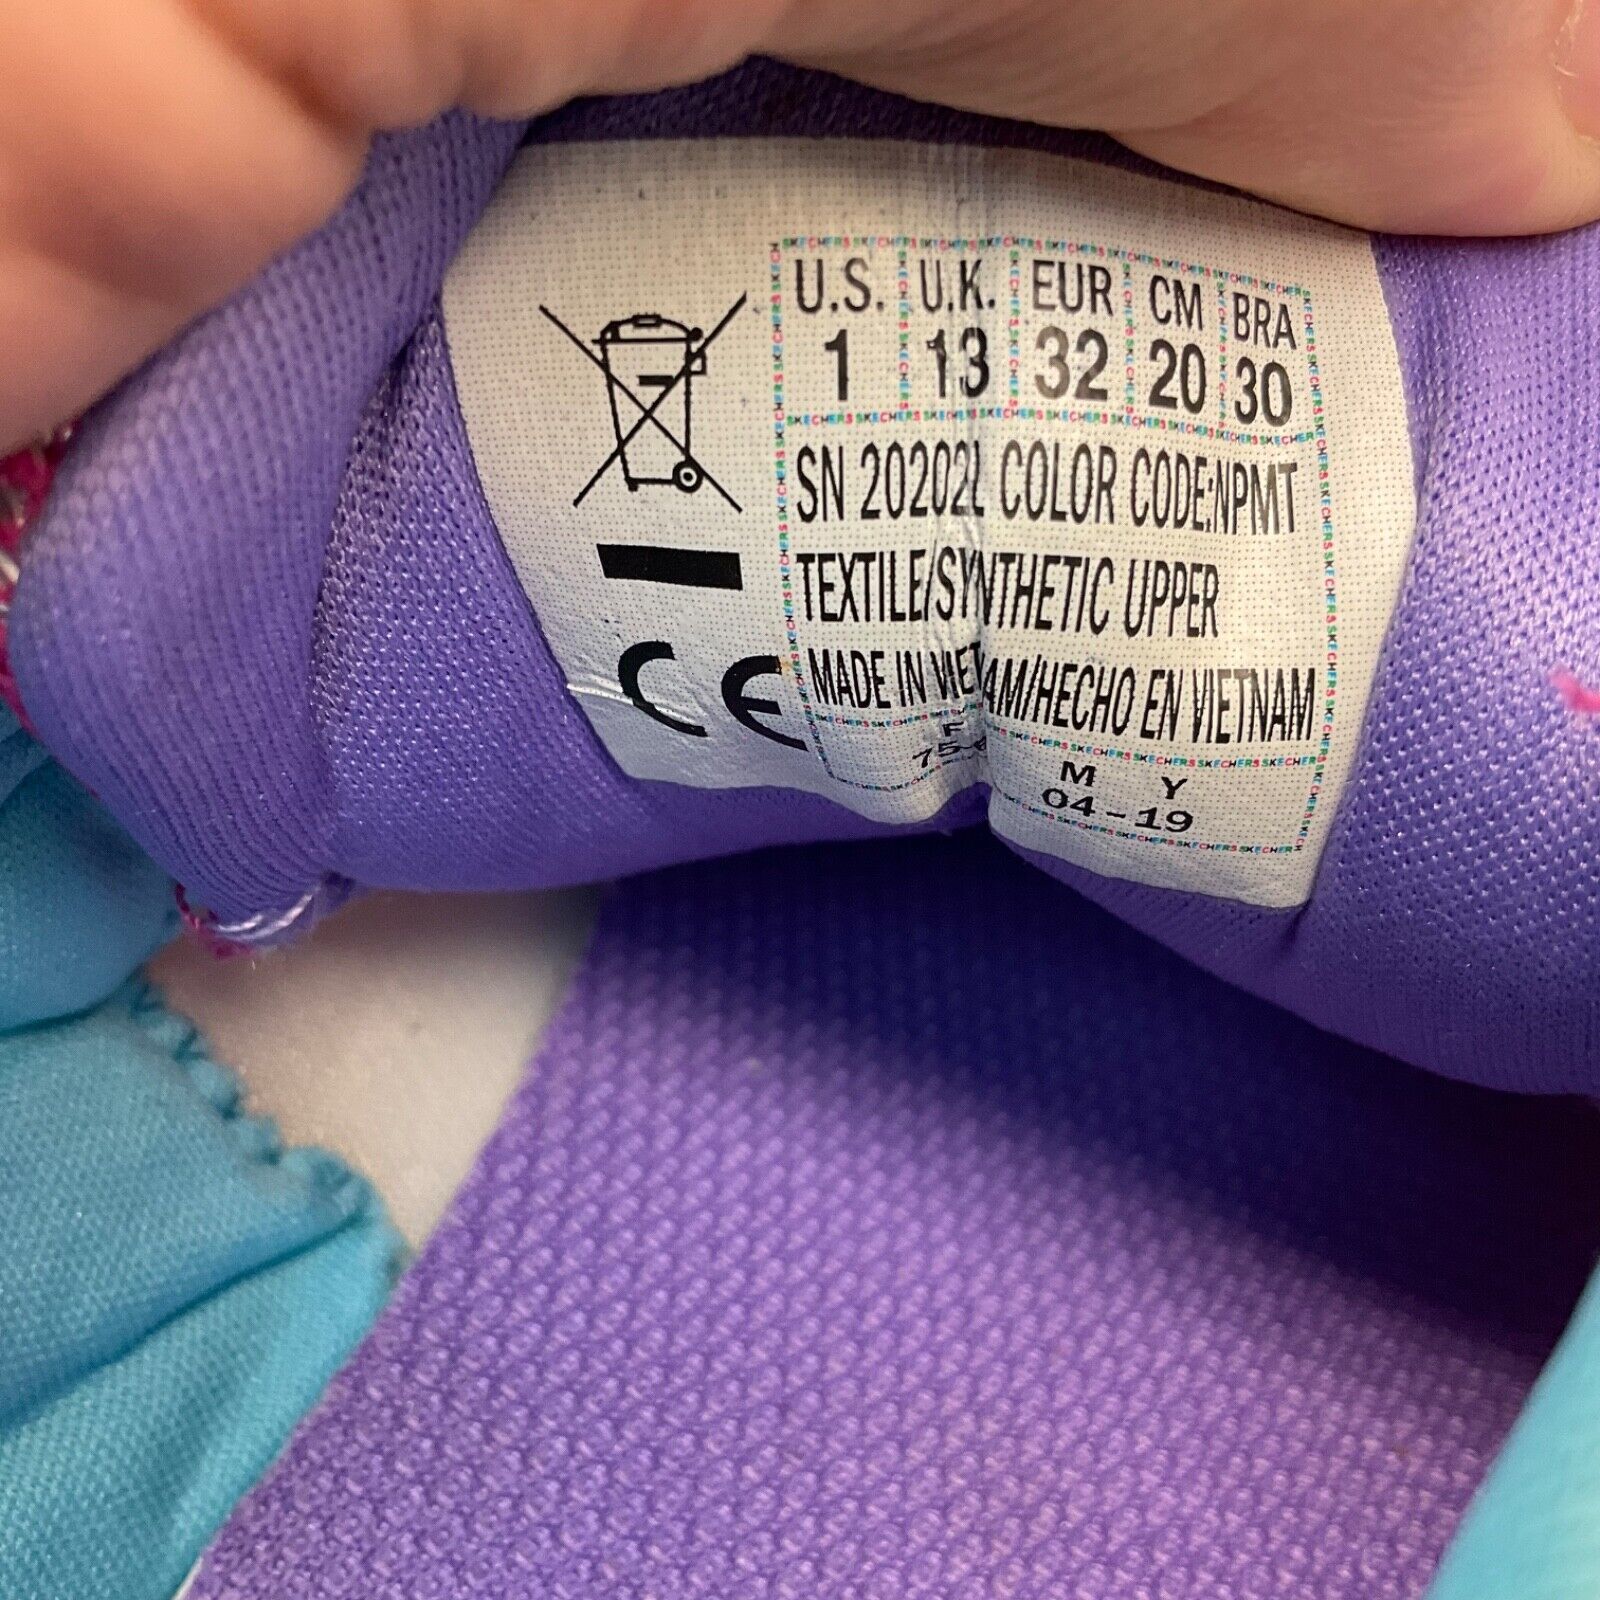 U.S. U.K. EUR CM BRA
1 13 32 20 30
SN 20202L COLOR CODE:NPMT
TEXTILE/SYNTHETIC UPPER
MADE IN VIETNAM/HECHO EN VIETNAM
F M Y
04-19
CE